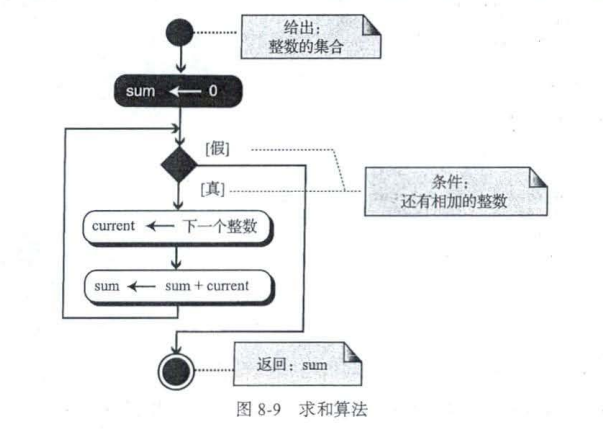 给出：
整数的集合
sum ← 0
[假]
[真]
条件：
还有相加的整数
current ← 下一个整数
sum ← sum + current
返回：sum
图 8-9 求和算法